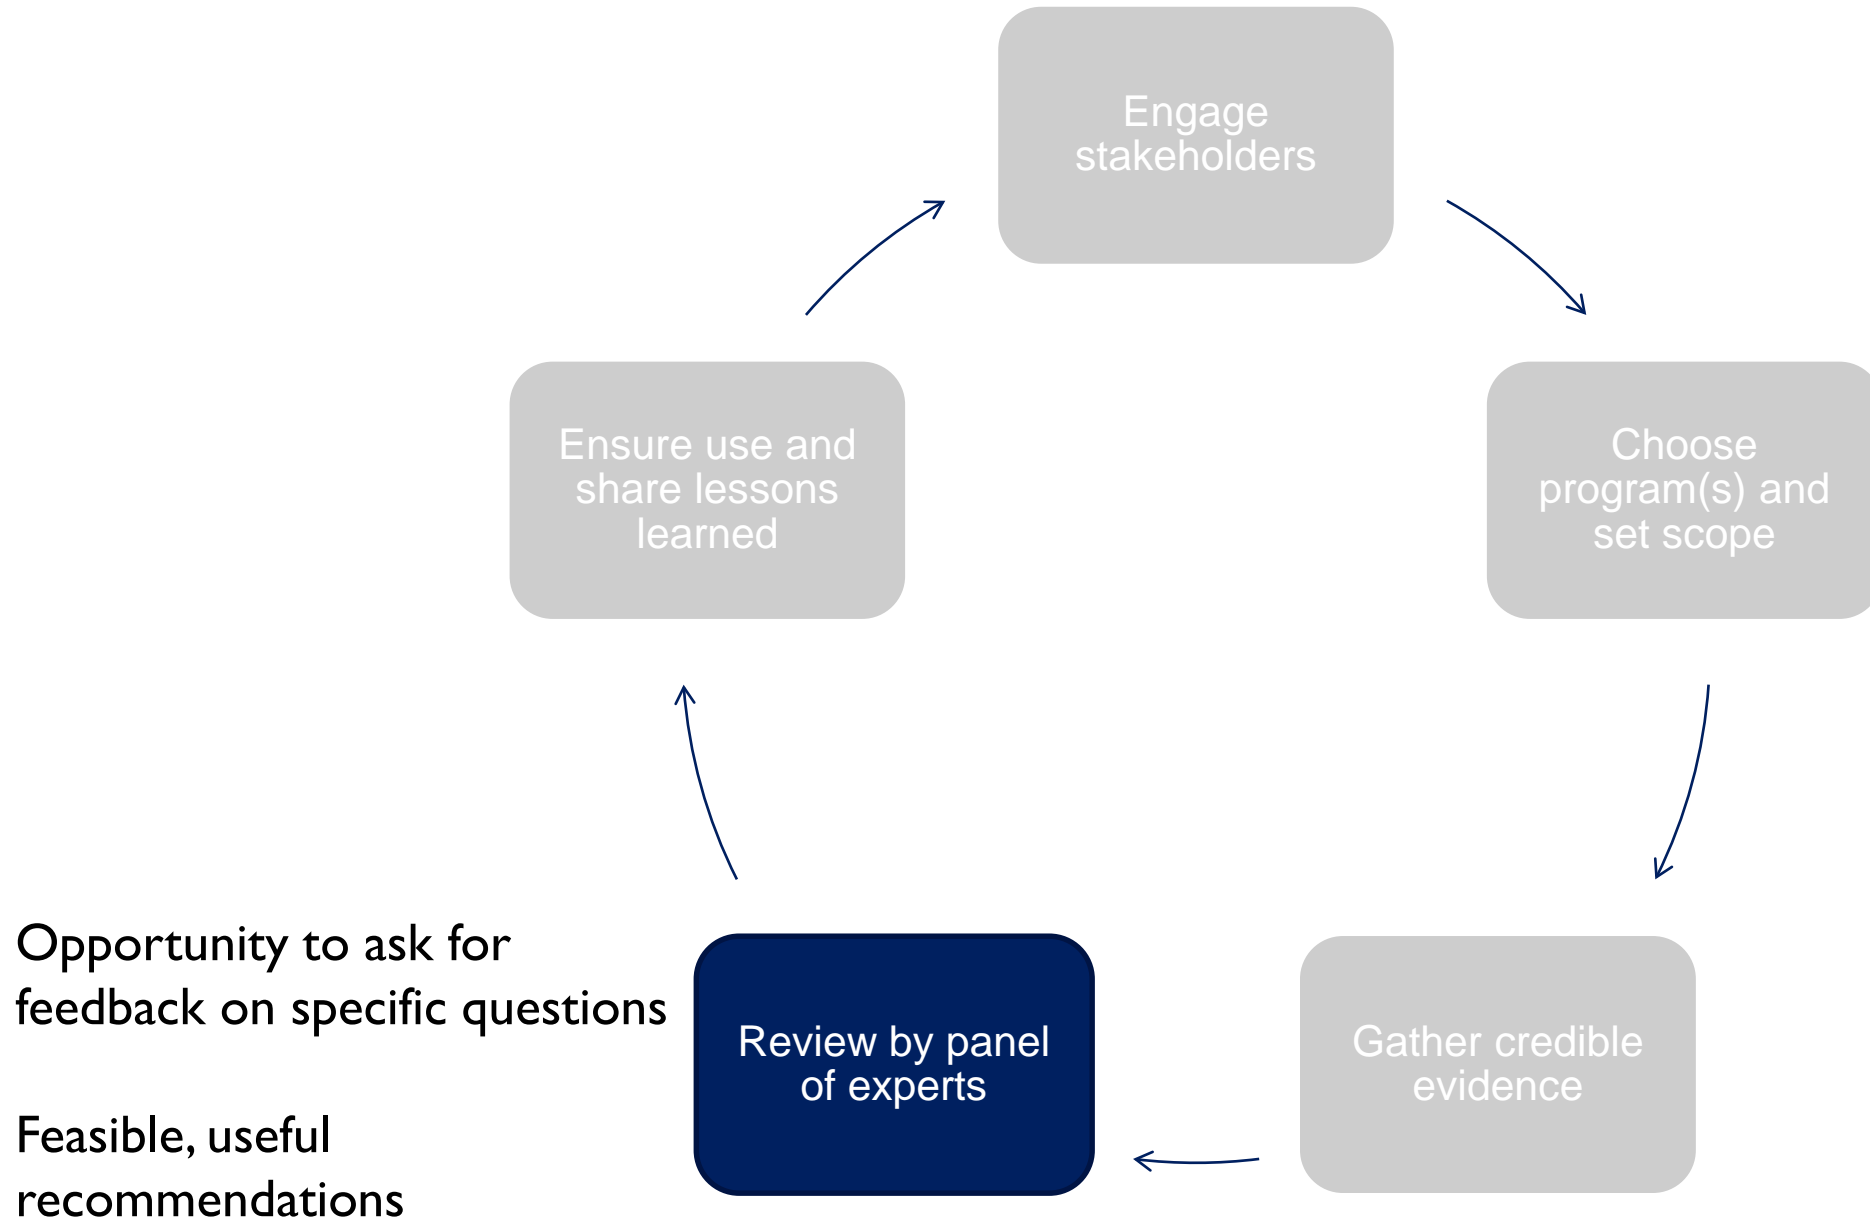 Engage
stakeholders
Ensure use and
share lessons
learned
Choose
program(s) and
set scope
Opportunity to ask for
feedback on specific questions
Feasible, useful
recommendations
Review by panel
of experts
Gather credible
evidence